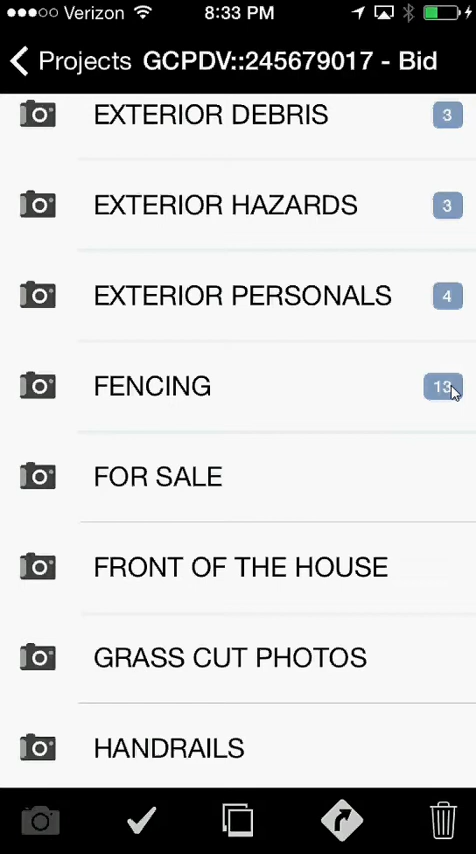 Verizon 8:33 PM
Projects GCPDV::245679017 - Bid
EXTERIOR DEBRIS 3
EXTERIOR HAZARDS 3
EXTERIOR PERSONALS 4
FENCING 13
FOR SALE
FRONT OF THE HOUSE
GRASS CUT PHOTOS
HANDRAILS